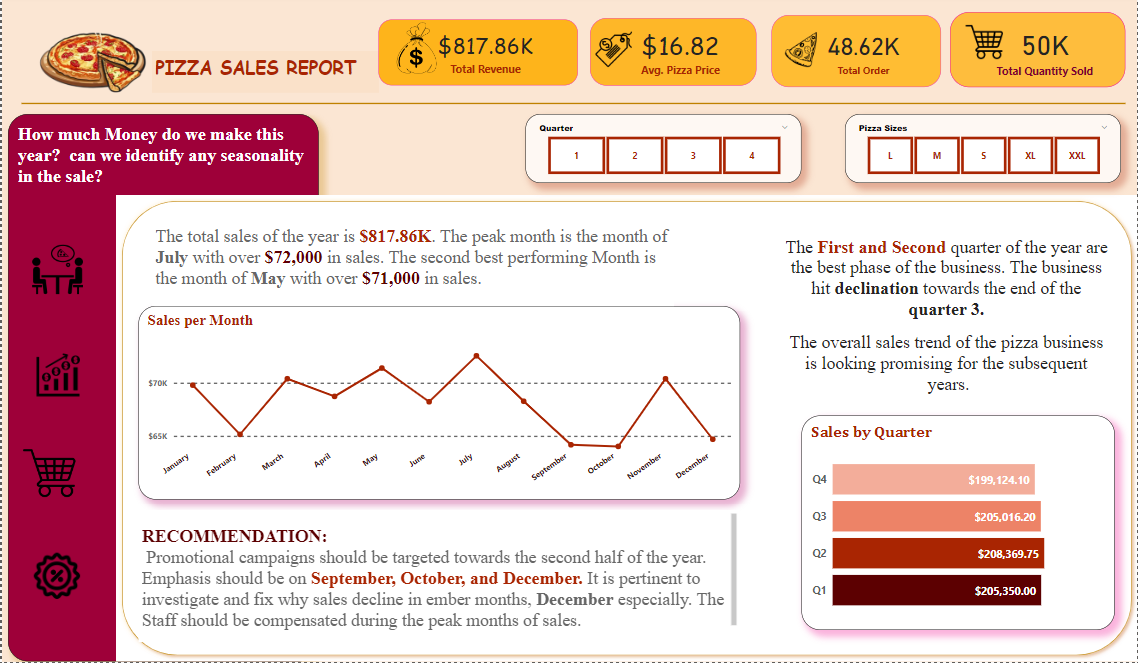 PIZZA SALES REPORT
$817.86K
Total Revenue
$16.82
Avg. Pizza Price
48.62K
Total Order
50K
Total Quantity Sold
How much Money do we make this
year?  can we identify any seasonality
in the sale?
Quarter
1 2 3 4
Pizza Sizes
L M S XL XXL
The total sales of the year is $817.86K. The peak month is the month of
July with over $72,000 in sales. The second best performing Month is
the month of May with over $71,000 in sales.
The First and Second quarter of the year are
the best phase of the business. The business
hit declination towards the end of the
quarter 3.
The overall sales trend of the pizza business
is looking promising for the subsequent
years.
Sales per Month
$70K
$65K
January February March April May June July August September October November December
Sales by Quarter
Q4 $199,124.10
Q3 $205,016.20
Q2 $208,369.75
Q1 $205,350.00
RECOMMENDATION:
Promotional campaigns should be targeted towards the second half of the year.
Emphasis should be on September, October, and December. It is pertinent to
investigate and fix why sales decline in ember months, December especially. The
Staff should be compensated during the peak months of sales.